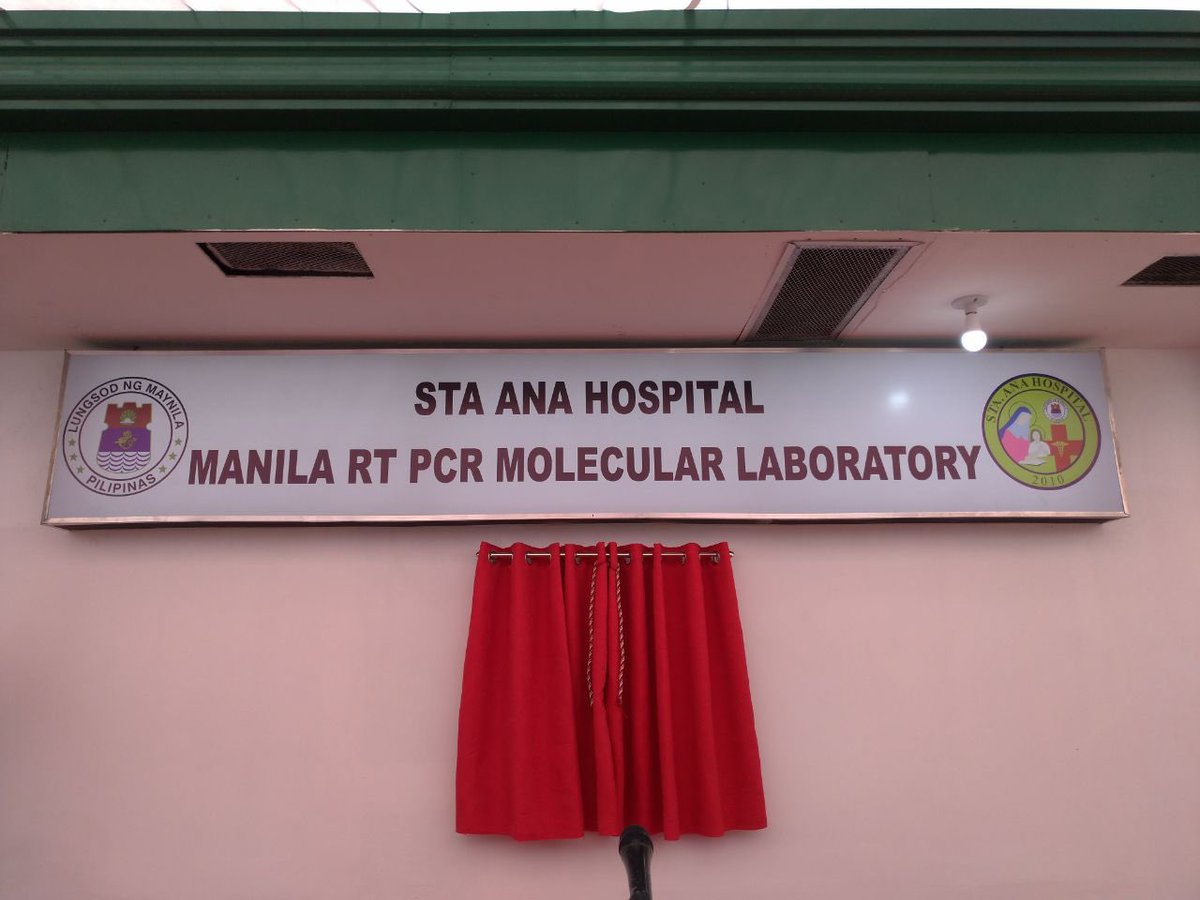 LUNGSOD NG MAYNILA
PILIPINAS
STA ANA HOSPITAL
MANILA RT PCR MOLECULAR LABORATORY
STA. ANA HOSPITAL
2010